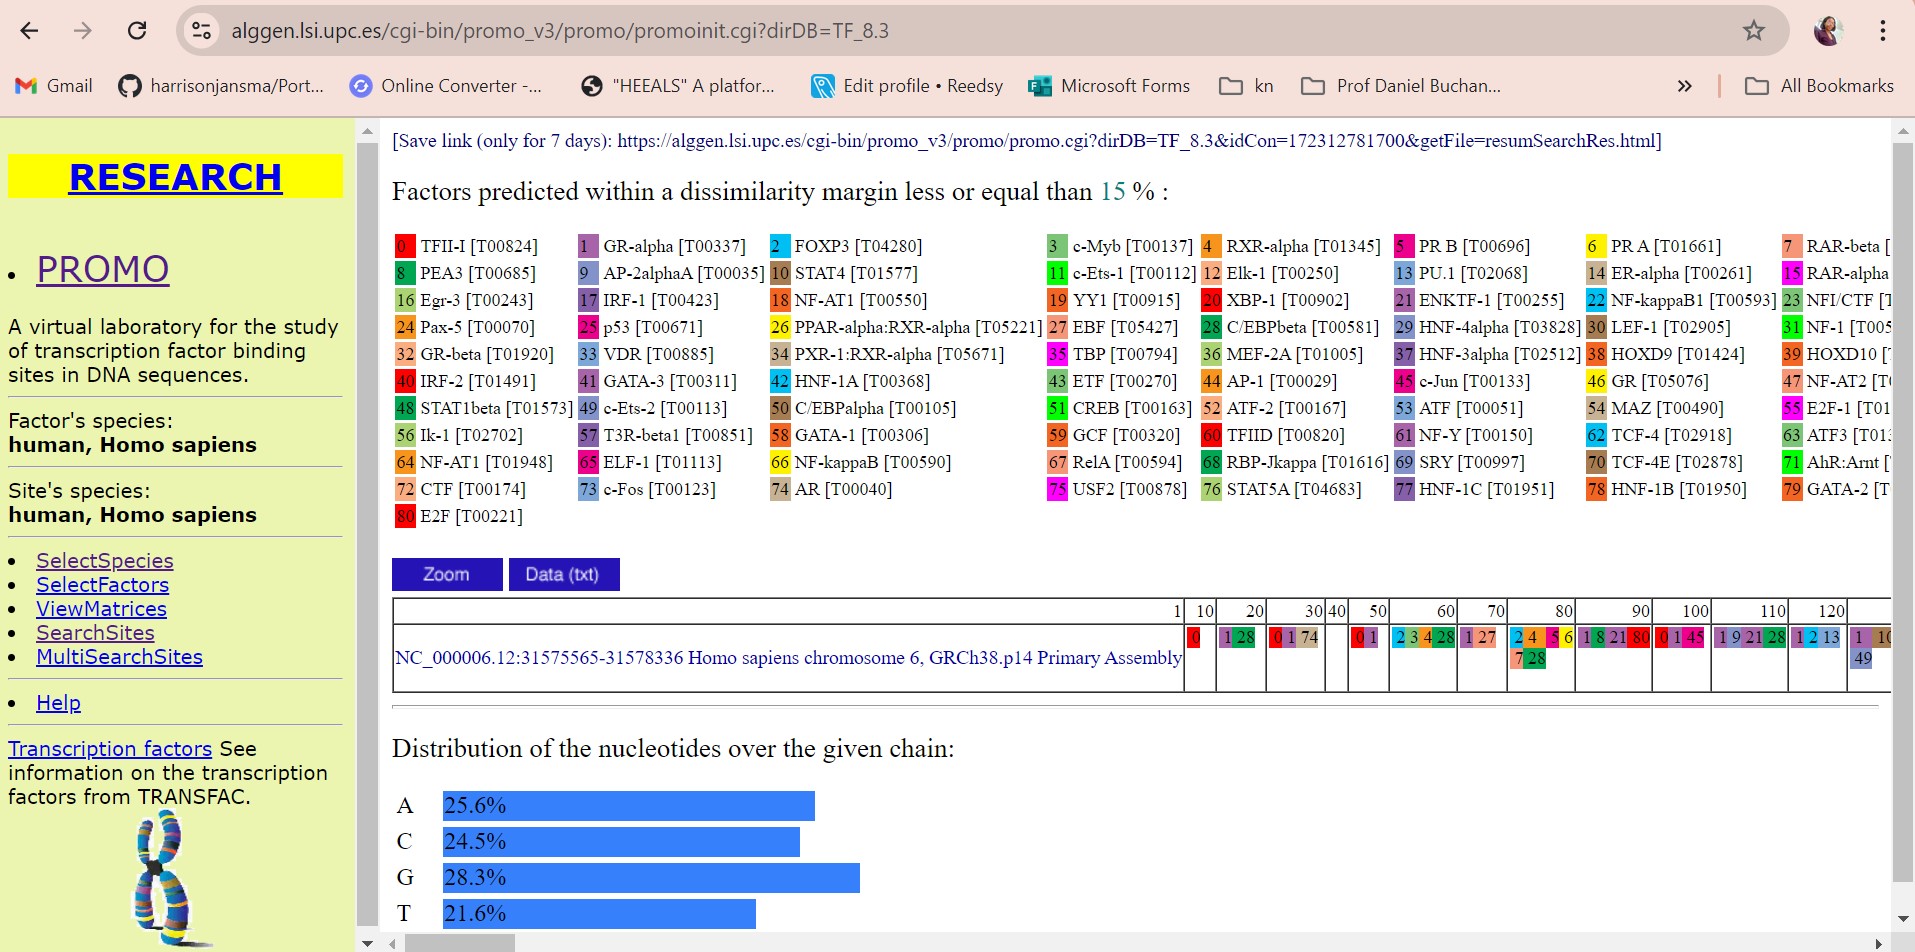 alggen.lsi.upc.es/cgi-bin/promo_v3/promo/promoinit.cgi?dirDB=TF_8.3
Gmail harrisonjansma/Port... Online Converter -... "HEEALS" A platfor... Edit profile • Reedsy Microsoft Forms kn Prof Daniel Buchan... » All Bookmarks
RESEARCH
PROMO
A virtual laboratory for the study
of transcription factor binding
sites in DNA sequences.
Factor's species:
human, Homo sapiens
Site's species:
human, Homo sapiens
SelectSpecies
SelectFactors
ViewMatrices
SearchSites
MultiSearchSites
Help
Transcription factors See
information on the transcription
factors from TRANSFAC.
[Save link (only for 7 days): https://alggen.lsi.upc.es/cgi-bin/promo_v3/promo/promo.cgi?dirDB=TF_8.3&idCon=172312781700&getFile=resumSearchRes.html]
Factors predicted within a dissimilarity margin less or equal than 15 % :
0 TFII-I [T00824] 1 GR-alpha [T00337] 2 FOXP3 [T04280] 3 c-Myb [T00137] 4 RXR-alpha [T01345] 5 PR B [T00696] 6 PR A [T01661] 7 RAR-beta [
8 PEA3 [T00685] 9 AP-2alphaA [T00035] 10 STAT4 [T01577] 11 c-Ets-1 [T00112] 12 Elk-1 [T00250] 13 PU.1 [T02068] 14 ER-alpha [T00261] 15 RAR-alpha
16 Egr-3 [T00243] 17 IRF-1 [T00423] 18 NF-AT1 [T00550] 19 YY1 [T00915] 20 XBP-1 [T00902] 21 ENKTF-1 [T00255] 22 NF-kappaB1 [T00593] 23 NFI/CTF [T
24 Pax-5 [T00070] 25 p53 [T00671] 26 PPAR-alpha:RXR-alpha [T05221] 27 EBF [T05427] 28 C/EBPbeta [T00581] 29 HNF-4alpha [T03828] 30 LEF-1 [T02905] 31 NF-1 [T005
32 GR-beta [T01920] 33 VDR [T00885] 34 PXR-1:RXR-alpha [T05671] 35 TBP [T00794] 36 MEF-2A [T01005] 37 HNF-3alpha [T02512] 38 HOXD9 [T01424] 39 HOXD10 [
40 IRF-2 [T01491] 41 GATA-3 [T00311] 42 HNF-1A [T00368] 43 ETF [T00270] 44 AP-1 [T00029] 45 c-Jun [T00133] 46 GR [T05076] 47 NF-AT2 [T0
48 STAT1beta [T01573] 49 c-Ets-2 [T00113] 50 C/EBPalpha [T00105] 51 CREB [T00163] 52 ATF-2 [T00167] 53 ATF [T00051] 54 MAZ [T00490] 55 E2F-1 [T01
56 Ik-1 [T02702] 57 T3R-beta1 [T00851] 58 GATA-1 [T00306] 59 GCF [T00320] 60 TFIID [T00820] 61 NF-Y [T00150] 62 TCF-4 [T02918] 63 ATF3 [T01
64 NF-AT1 [T01948] 65 ELF-1 [T01113] 66 NF-kappaB [T00590] 67 RelA [T00594] 68 RBP-Jkappa [T01616] 69 SRY [T00997] 70 TCF-4E [T02878] 71 AhR:Arnt [
72 CTF [T00174] 73 c-Fos [T00123] 74 AR [T00040] 75 USF2 [T00878] 76 STAT5A [T04683] 77 HNF-1C [T01951] 78 HNF-1B [T01950] 79 GATA-2 [T
80 E2F [T00221]
Zoom Data (txt)
1 10 20 30 40 50 60 70 80 90 100 110 120
NC_000006.12:31575565-31578336 Homo sapiens chromosome 6, GRCh38.p14 Primary Assembly 0 1 28 0 1 74 0 1 2 3 4 28 1 27 2 4 5 6 1 8 21 80 0 1 45 1 9 21 28 1 2 13 1 10
7 28 49
Distribution of the nucleotides over the given chain:
A 25.6%
C 24.5%
G 28.3%
T 21.6%